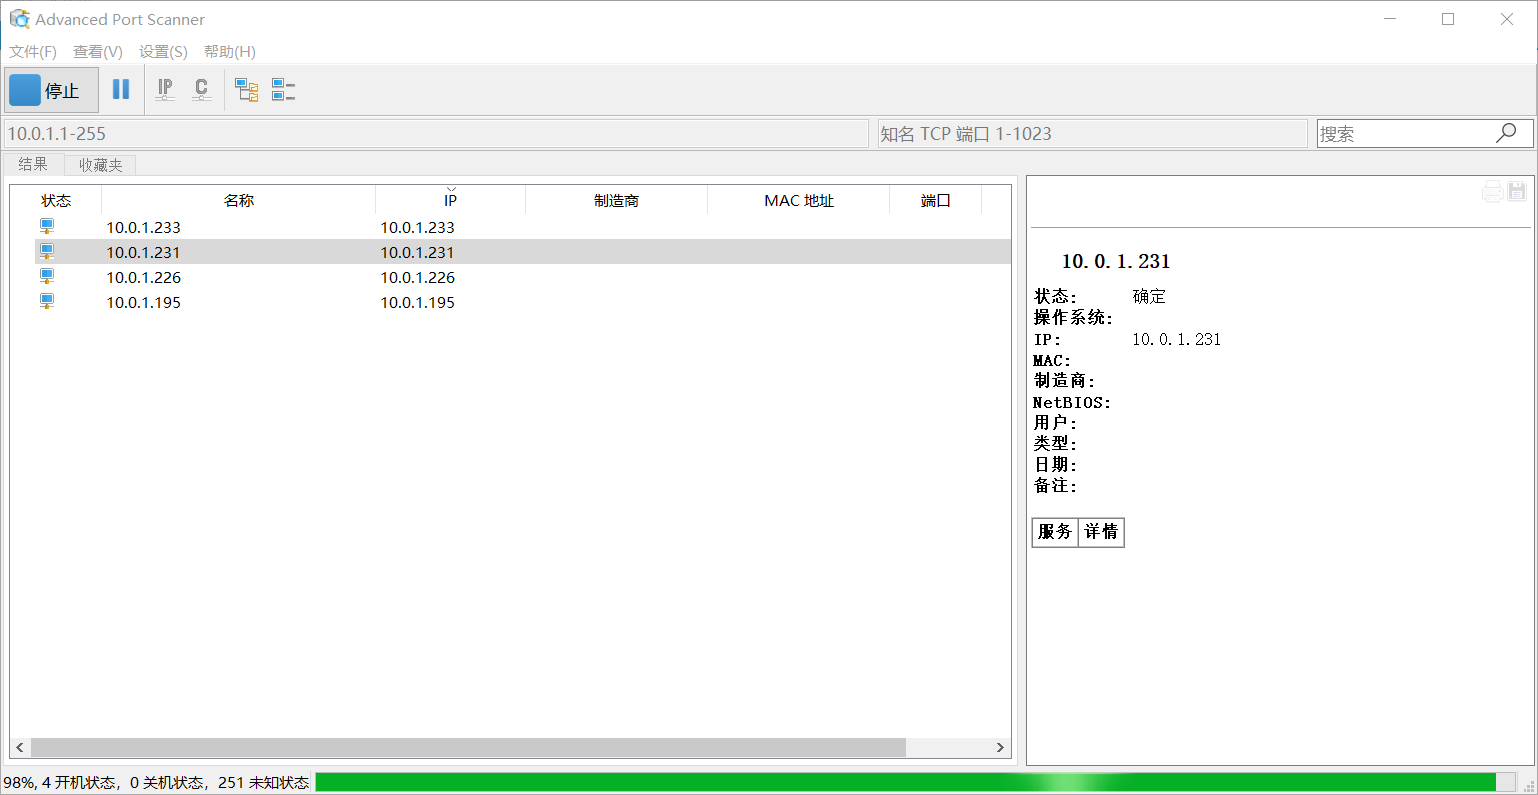 Advanced Port Scanner
文件(F) 查看(V) 设置(S) 帮助(H)
停止 IP C
10.0.1.1-255 知名 TCP 端口 1-1023 搜索
结果 收藏夹
状态 名称 IP 制造商 MAC 地址 端口
10.0.1.233 10.0.1.233
10.0.1.231 10.0.1.231
10.0.1.226 10.0.1.226
10.0.1.195 10.0.1.195
10.0.1.231
状态: 确定
操作系统:
IP: 10.0.1.231
MAC:
制造商:
NetBIOS:
用户:
类型:
日期:
备注:
服务 详情
98%, 4 开机状态，0 关机状态，251 未知状态